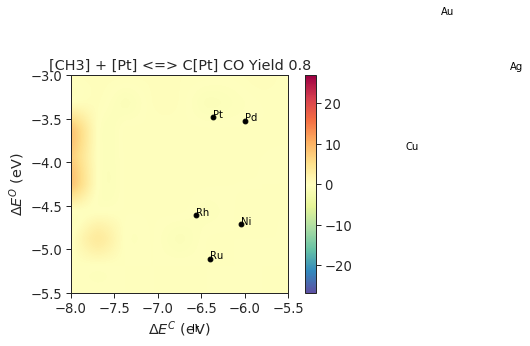 Au
Ag
[CH3] + [Pt] <=> C[Pt] CO Yield 0.8
−3.0
−3.5
−4.0
−4.5
−5.0
−5.5
ΔE^O (eV)
Pt
Pd
Rh
Ni
Ru
Cu
20
10
0
−10
−20
−8.0 −7.5 −7.0 −6.5 −6.0 −5.5
ΔE^C (eV)
Ir